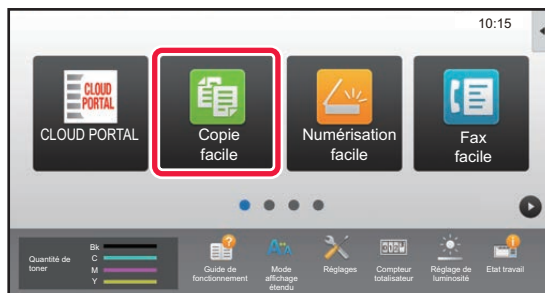 10:15
CLOUD
PORTAL
CLOUD PORTAL
Copie
facile
Numérisation
facile
Fax
facile
Quantité de
toner
Bk
C
M
Y
Guide de
fonctionnement
Mode
affichage
étendu
Réglages
Compteur
totalisateur
Réglage de
luminosité
Etat travail